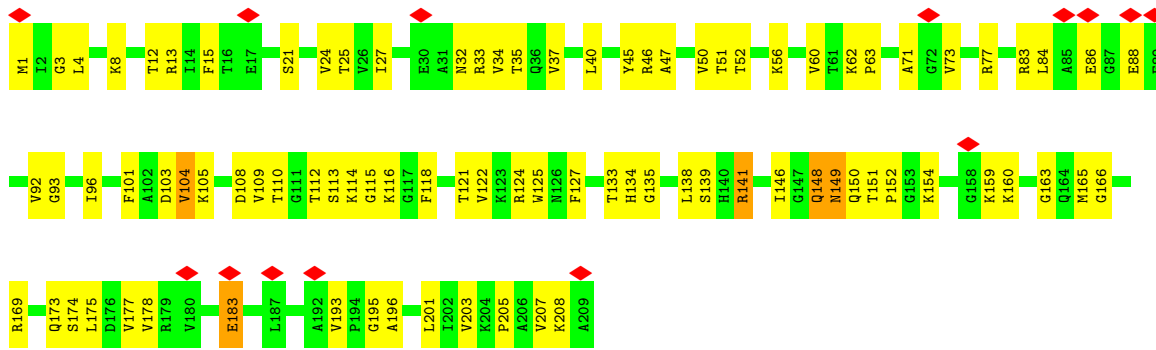 M1 I2 G3 L4 K8 T12 R13 I14 F15 T16 E17 S21 V24 T25 V26 I27 E30 A31 N32 R33 V34 T35 Q36 V37 L40 Y45 R46 A47 V50 T51 T52 K56 V60 T61 K62 P63 A71 G72 V73 R77 R83 L84 A85 E86 G87 E88
V92 G93 I96 F101 A102 D103 V104 K105 D108 V109 T110 G111 T112 S113 K114 G115 K116 G117 F118 T121 V122 K123 R124 W125 N126 F127 T133 H134 G135 L138 S139 H140 R141 I146 G147 Q148 N149 Q150 T151 P152 G153 K154 G158 K159 K160 G163 Q164 M165 G166
R169 Q173 S174 L175 D176 V177 V178 R179 V180 E183 L187 A192 V193 P194 G195 A196 L201 I202 V203 K204 P205 A206 V207 K208 A209